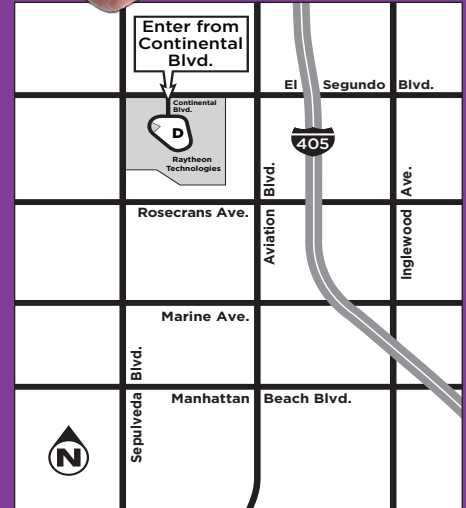 Enter from
Continental
Blvd.
El Segundo Blvd.
Continental
Blvd.
D
405
Raytheon
Technologies
Rosecrans Ave.
Aviation Blvd.
Inglewood Ave.
Marine Ave.
Sepulveda Blvd.
Manhattan Beach Blvd.
N